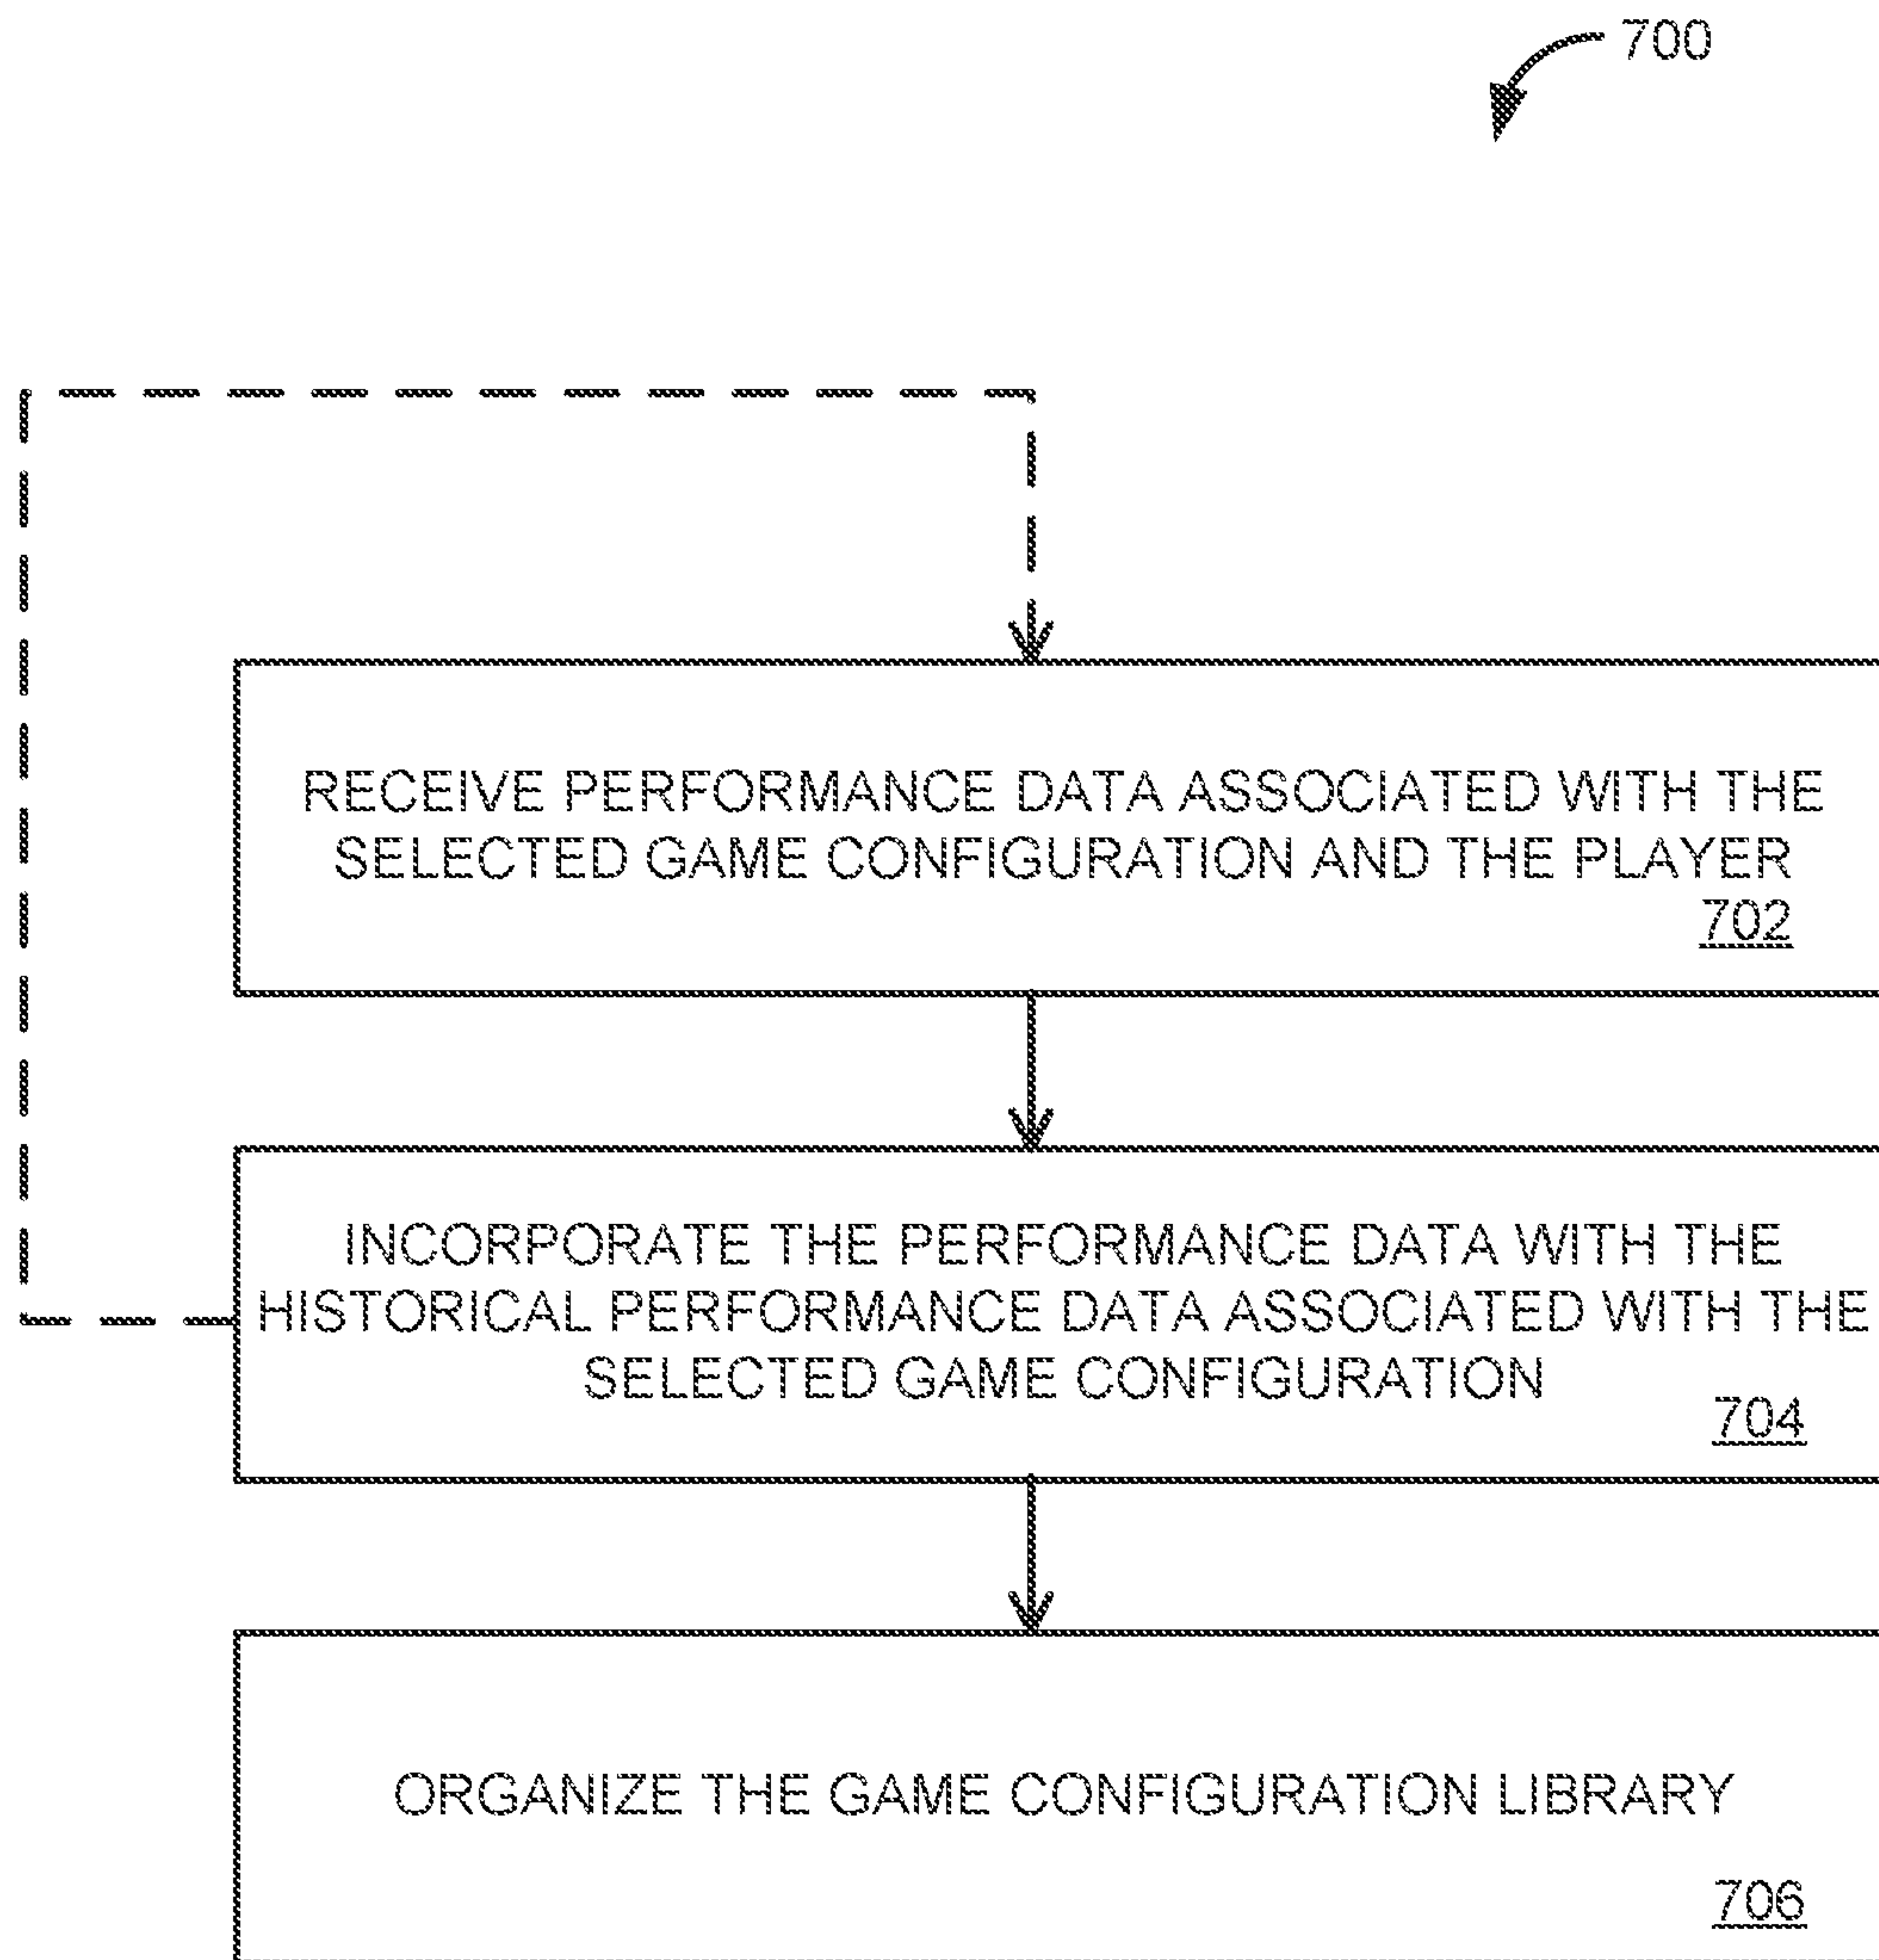 700
RECEIVE PERFORMANCE DATA ASSOCIATED WITH THE
SELECTED GAME CONFIGURATION AND THE PLAYER
702
INCORPORATE THE PERFORMANCE DATA WITH THE
HISTORICAL PERFORMANCE DATA ASSOCIATED WITH THE
SELECTED GAME CONFIGURATION
704
ORGANIZE THE GAME CONFIGURATION LIBRARY
706